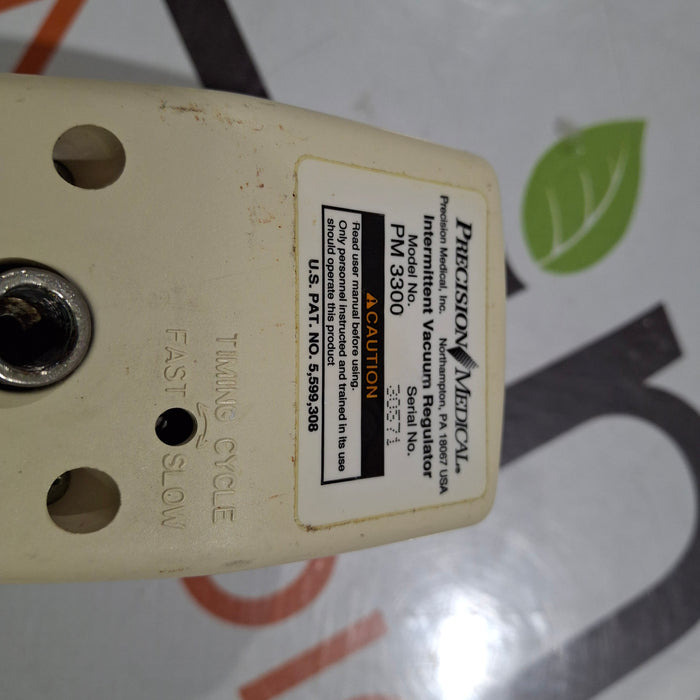 PRECISION MEDICAL®
Precision Medical, Inc. Northampton, PA 18067 USA
Intermittent Vacuum Regulator
Model No. Serial No.
PM 3300 30571
⚠CAUTION
Read user manual before using.
Only personnel instructed and trained in its use
should operate this product
U.S. PAT. NO. 5,599,308
TIMING CYCLE
FAST SLOW